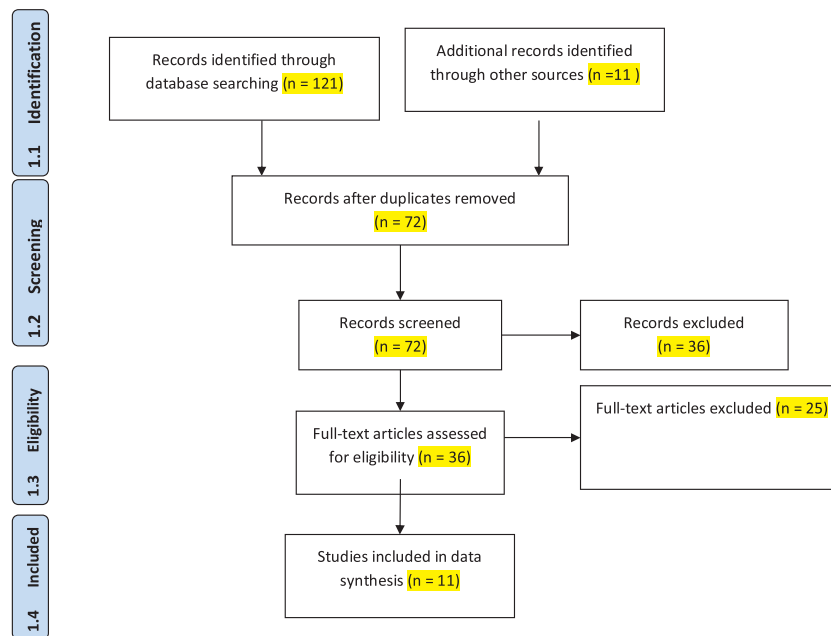 1.1 Identification
Records identified through
database searching (n = 121)
Additional records identified
through other sources (n =11 )
1.2 Screening
Records after duplicates removed
(n = 72)
Records screened
(n = 72)
Records excluded
(n = 36)
1.3 Eligibility
Full-text articles assessed
for eligibility (n = 36)
Full-text articles excluded (n = 25)
1.4 Included
Studies included in data
synthesis (n = 11)